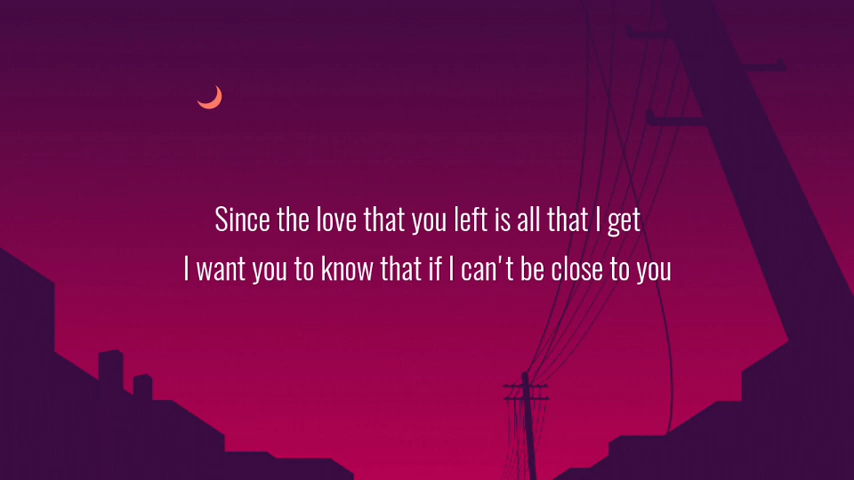 Since the love that you left is all that I get
I want you to know that if I can't be close to you